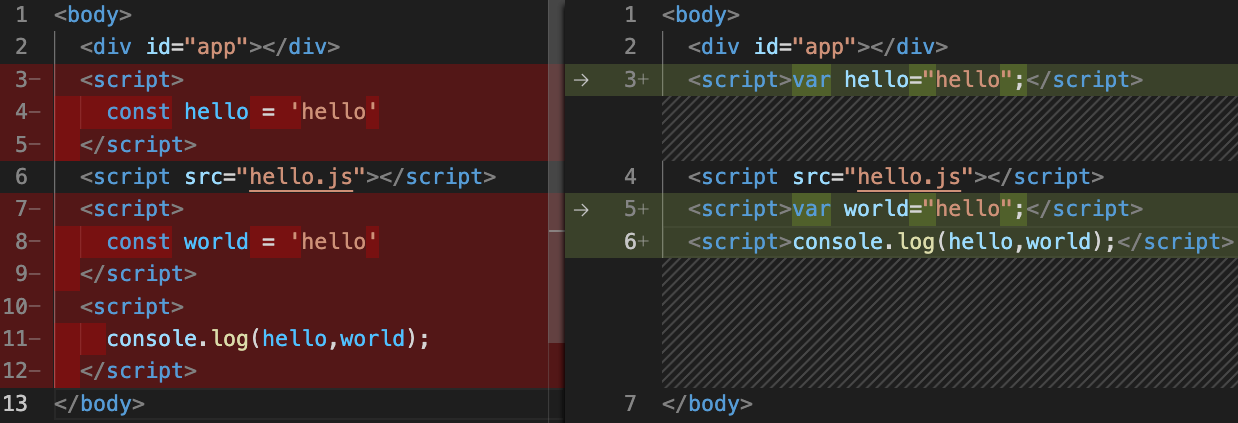 1 <body>
2   <div id="app"></div>
3-   <script>
4-     const hello = 'hello'
5-   </script>
6   <script src="hello.js"></script>
7-   <script>
8-     const world = 'hello'
9-   </script>
10-   <script>
11-     console.log(hello,world);
12-   </script>
13 </body>
1 <body>
2   <div id="app"></div>
→ 3+   <script>var hello="hello";</script>
4   <script src="hello.js"></script>
→ 5+   <script>var world="hello";</script>
6+   <script>console.log(hello,world);</script>
7 </body>